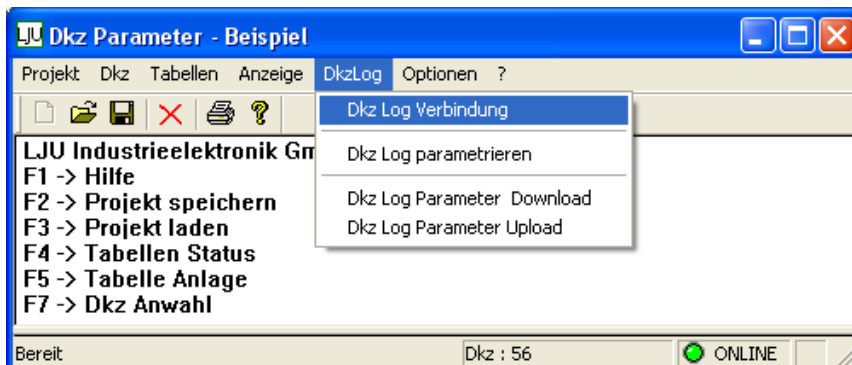 LJU Dkz Parameter - Beispiel
Projekt Dkz Tabellen Anzeige DkzLog Optionen ?
Dkz Log Verbindung
Dkz Log parametrieren
Dkz Log Parameter Download
Dkz Log Parameter Upload
LJU Industrieelektronik
F1 -> Hilfe
F2 -> Projekt speichern
F3 -> Projekt laden
F4 -> Tabellen Status
F5 -> Tabelle Anlage
F7 -> Dkz Anwahl
Bereit Dkz : 56 ONLINE